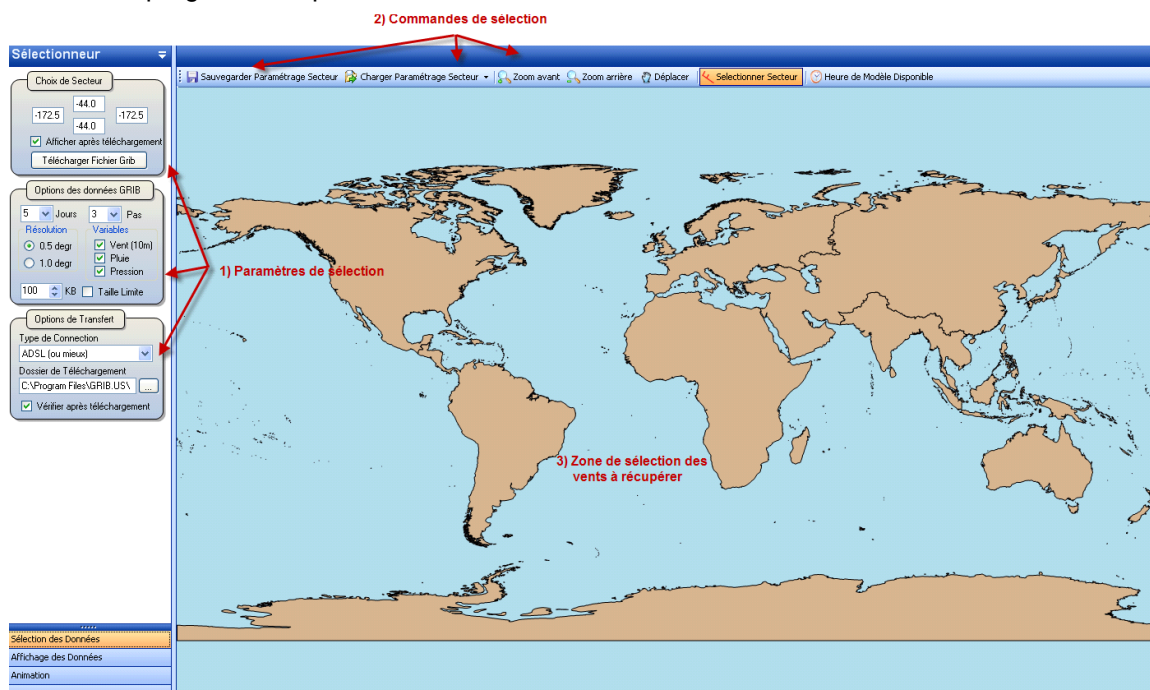 2) Commandes de sélection
Sélectionneur
Sauvegarder Paramétrage Secteur Charger Paramétrage Secteur Zoom avant Zoom arrière Déplacer Selectionner Secteur Heure de Modèle Disponible
Choix de Secteur
-44.0
-172.5 -172.5
-44.0
Afficher après téléchargement
Télécharger Fichier Grib
Options des données GRIB
5 Jours 3 Pas
Résolution Variables
0.5 degr Vent (10m)
1.0 degr Pluie
Pression
100 KB Taille Limite
1) Paramètres de sélection
Options de Transfert
Type de Connection
ADSL (ou mieux)
Dossier de Téléchargement
C:\Program Files\GRIB.US\ ...
Vérifier après téléchargement
3) Zone de sélection des
vents à récupérer
Sélection des Données
Affichage des Données
Animation